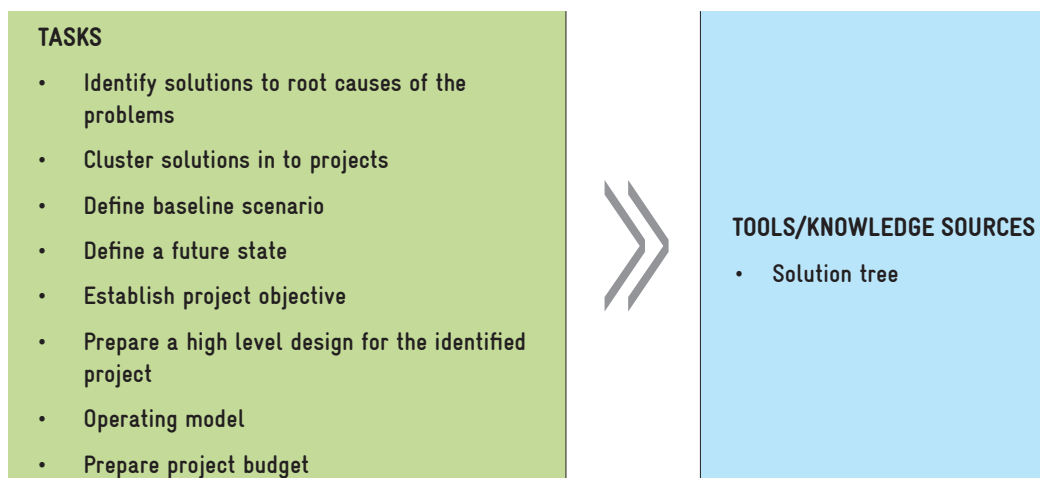 TASKS
• Identify solutions to root causes of the
problems
• Cluster solutions in to projects
• Define baseline scenario
• Define a future state
• Establish project objective
• Prepare a high level design for the identified
project
• Operating model
• Prepare project budget
TOOLS/KNOWLEDGE SOURCES
• Solution tree